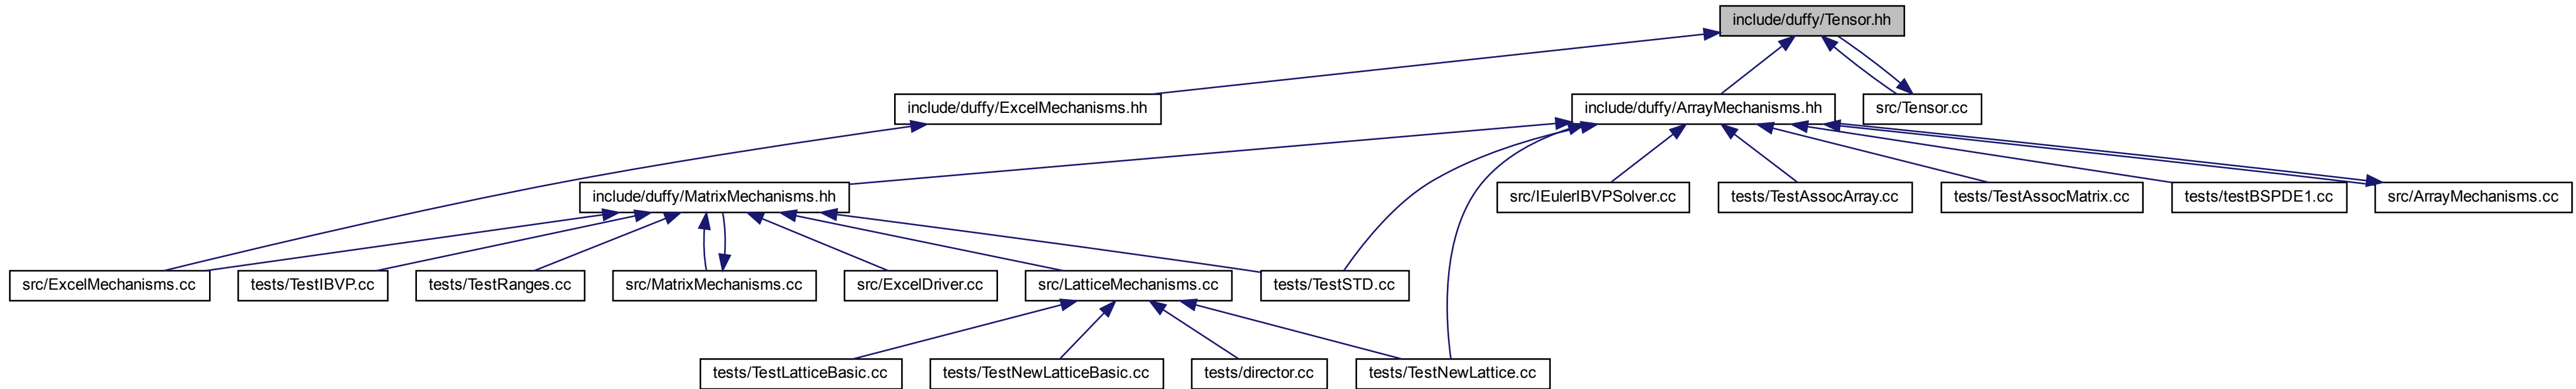 include/duffy/Tensor.hh
include/duffy/ExcelMechanisms.hh
include/duffy/ArrayMechanisms.hh
src/Tensor.cc
include/duffy/MatrixMechanisms.hh
src/IEulerIBVPSolver.cc
tests/TestAssocArray.cc
tests/TestAssocMatrix.cc
tests/testBSPDE1.cc
src/ArrayMechanisms.cc
src/ExcelMechanisms.cc
tests/TestIBVP.cc
tests/TestRanges.cc
src/MatrixMechanisms.cc
src/ExcelDriver.cc
src/LatticeMechanisms.cc
tests/TestSTD.cc
tests/TestLatticeBasic.cc
tests/TestNewLatticeBasic.cc
tests/director.cc
tests/TestNewLattice.cc